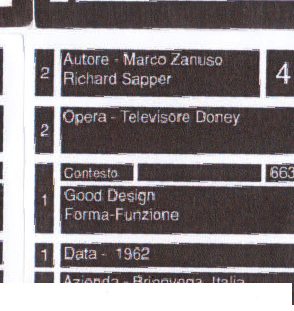 2 Autore - Marco Zanuso
Richard Sapper 4
2 Opera - Televisore Doney
Contesto 663
1 Good Design
Forma-Funzione
1 Data - 1962
Azienda - Brionvega, Italia